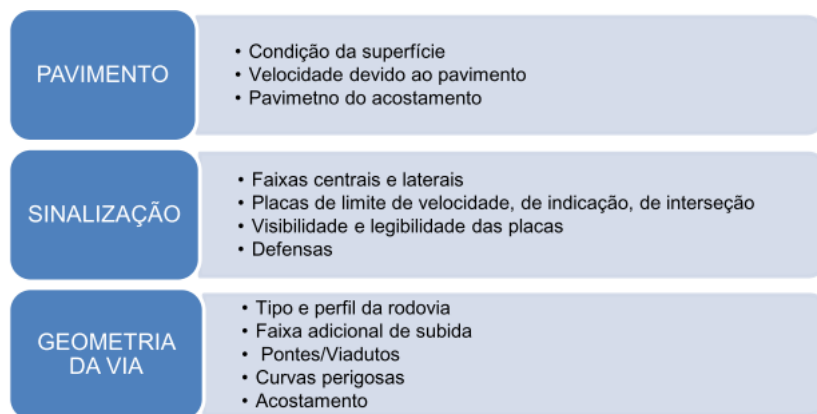 PAVIMENTO
• Condição da superfície
• Velocidade devido ao pavimento
• Pavimetno do acostamento
SINALIZAÇÃO
• Faixas centrais e laterais
• Placas de limite de velocidade, de indicação, de interseção
• Visibilidade e legibilidade das placas
• Defensas
GEOMETRIA
DA VIA
• Tipo e perfil da rodovia
• Faixa adicional de subida
• Pontes/Viadutos
• Curvas perigosas
• Acostamento